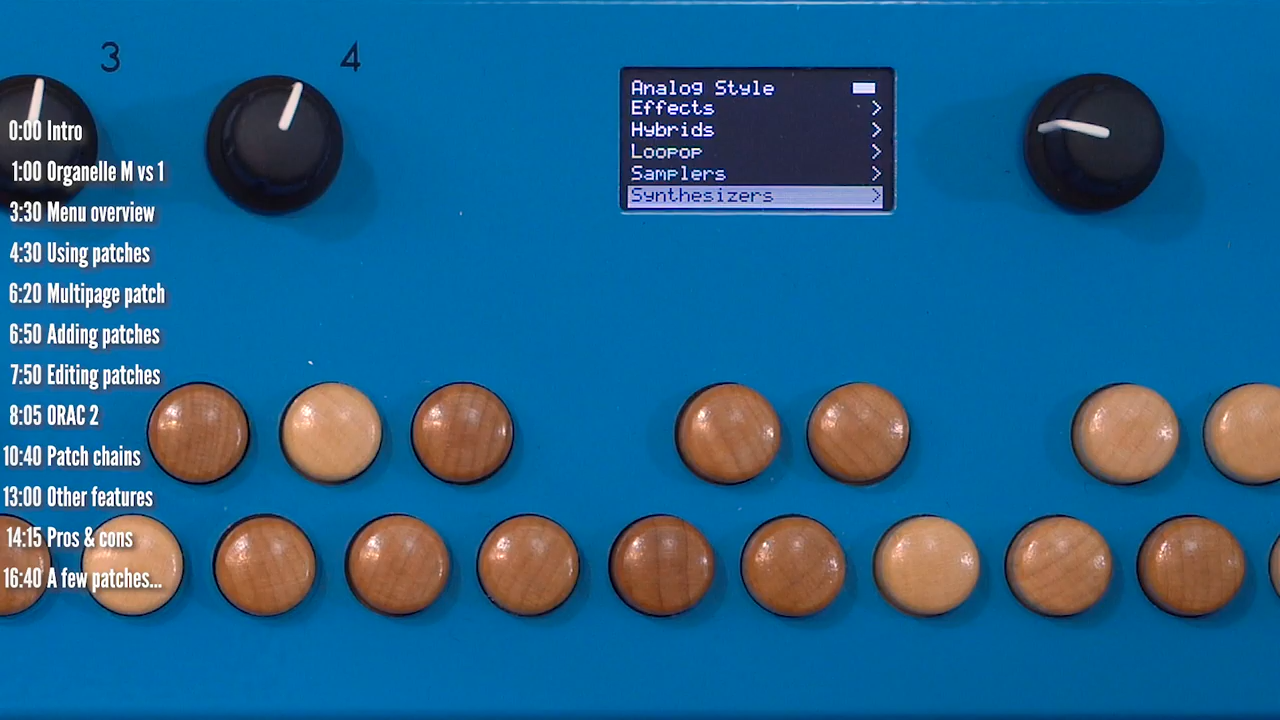 3
4
Analog Style
Effects >
Hybrids >
Loopop >
Samplers >
Synthesizers >
0:00 Intro
1:00 Organelle M vs 1
3:30 Menu overview
4:30 Using patches
6:20 Multipage patch
6:50 Adding patches
7:50 Editing patches
8:05 ORAC 2
10:40 Patch chains
13:00 Other features
14:15 Pros & cons
16:40 A few patches...